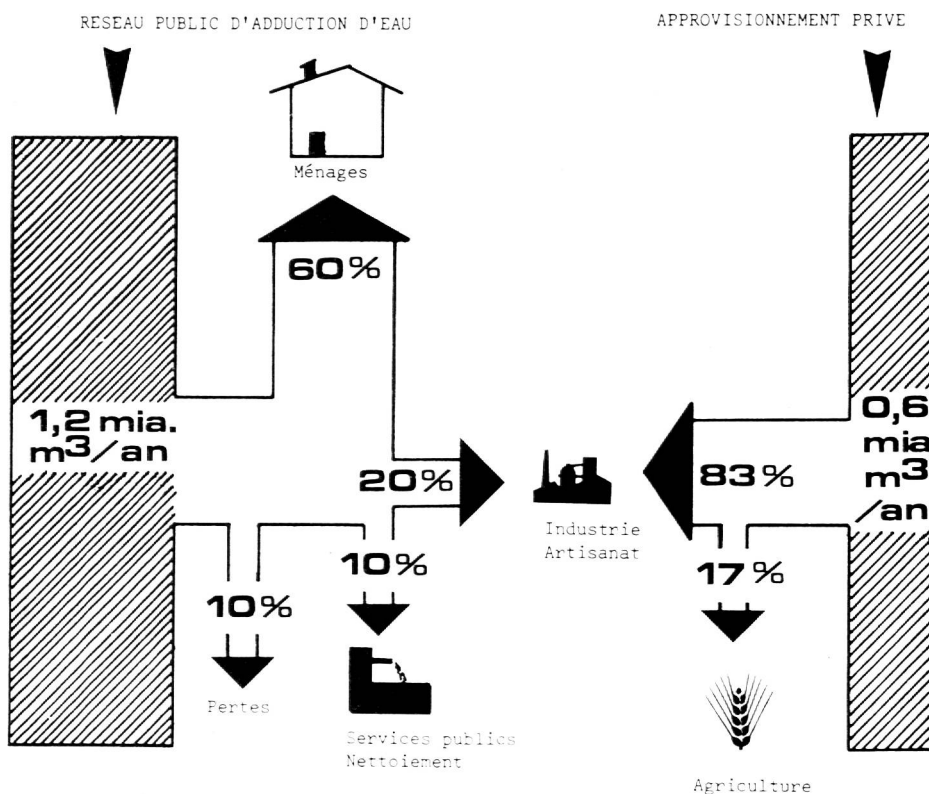 RESEAU PUBLIC D'ADDUCTION D'EAU
APPROVISIONNEMENT PRIVE
Ménages
60%
1,2 mia.
m3/an
20%
Industrie
Artisanat
83%
0,6
mia
m3
/an
10%
Pertes
10%
Services publics
Nettoiement
17%
Agriculture